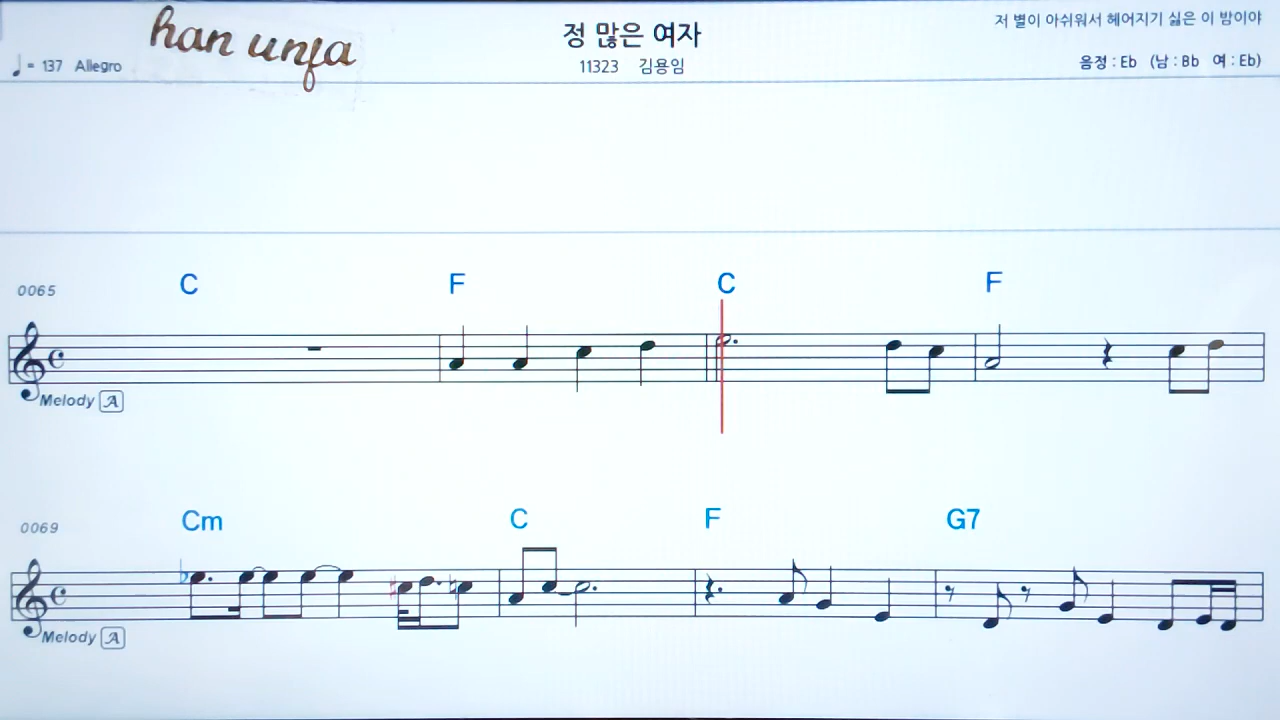 han unfa
정 많은 여자
저 별이 아쉬워서 헤어지기 싫은 이 밤이야
♩= 137 Allegro
11323 김용임
음정 : Eb (남 : Bb 여 : Eb)
0065
C F C F
Melody A
0069
Cm C F G7
Melody A